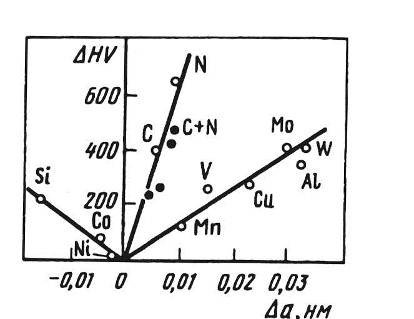 ΔHV
N
600
C
C+N
Mo
400
W
Si
V
Al
200
Cu
Co
Mn
Ni
-0,01 0 0,01 0,02 0,03
Δa, нм